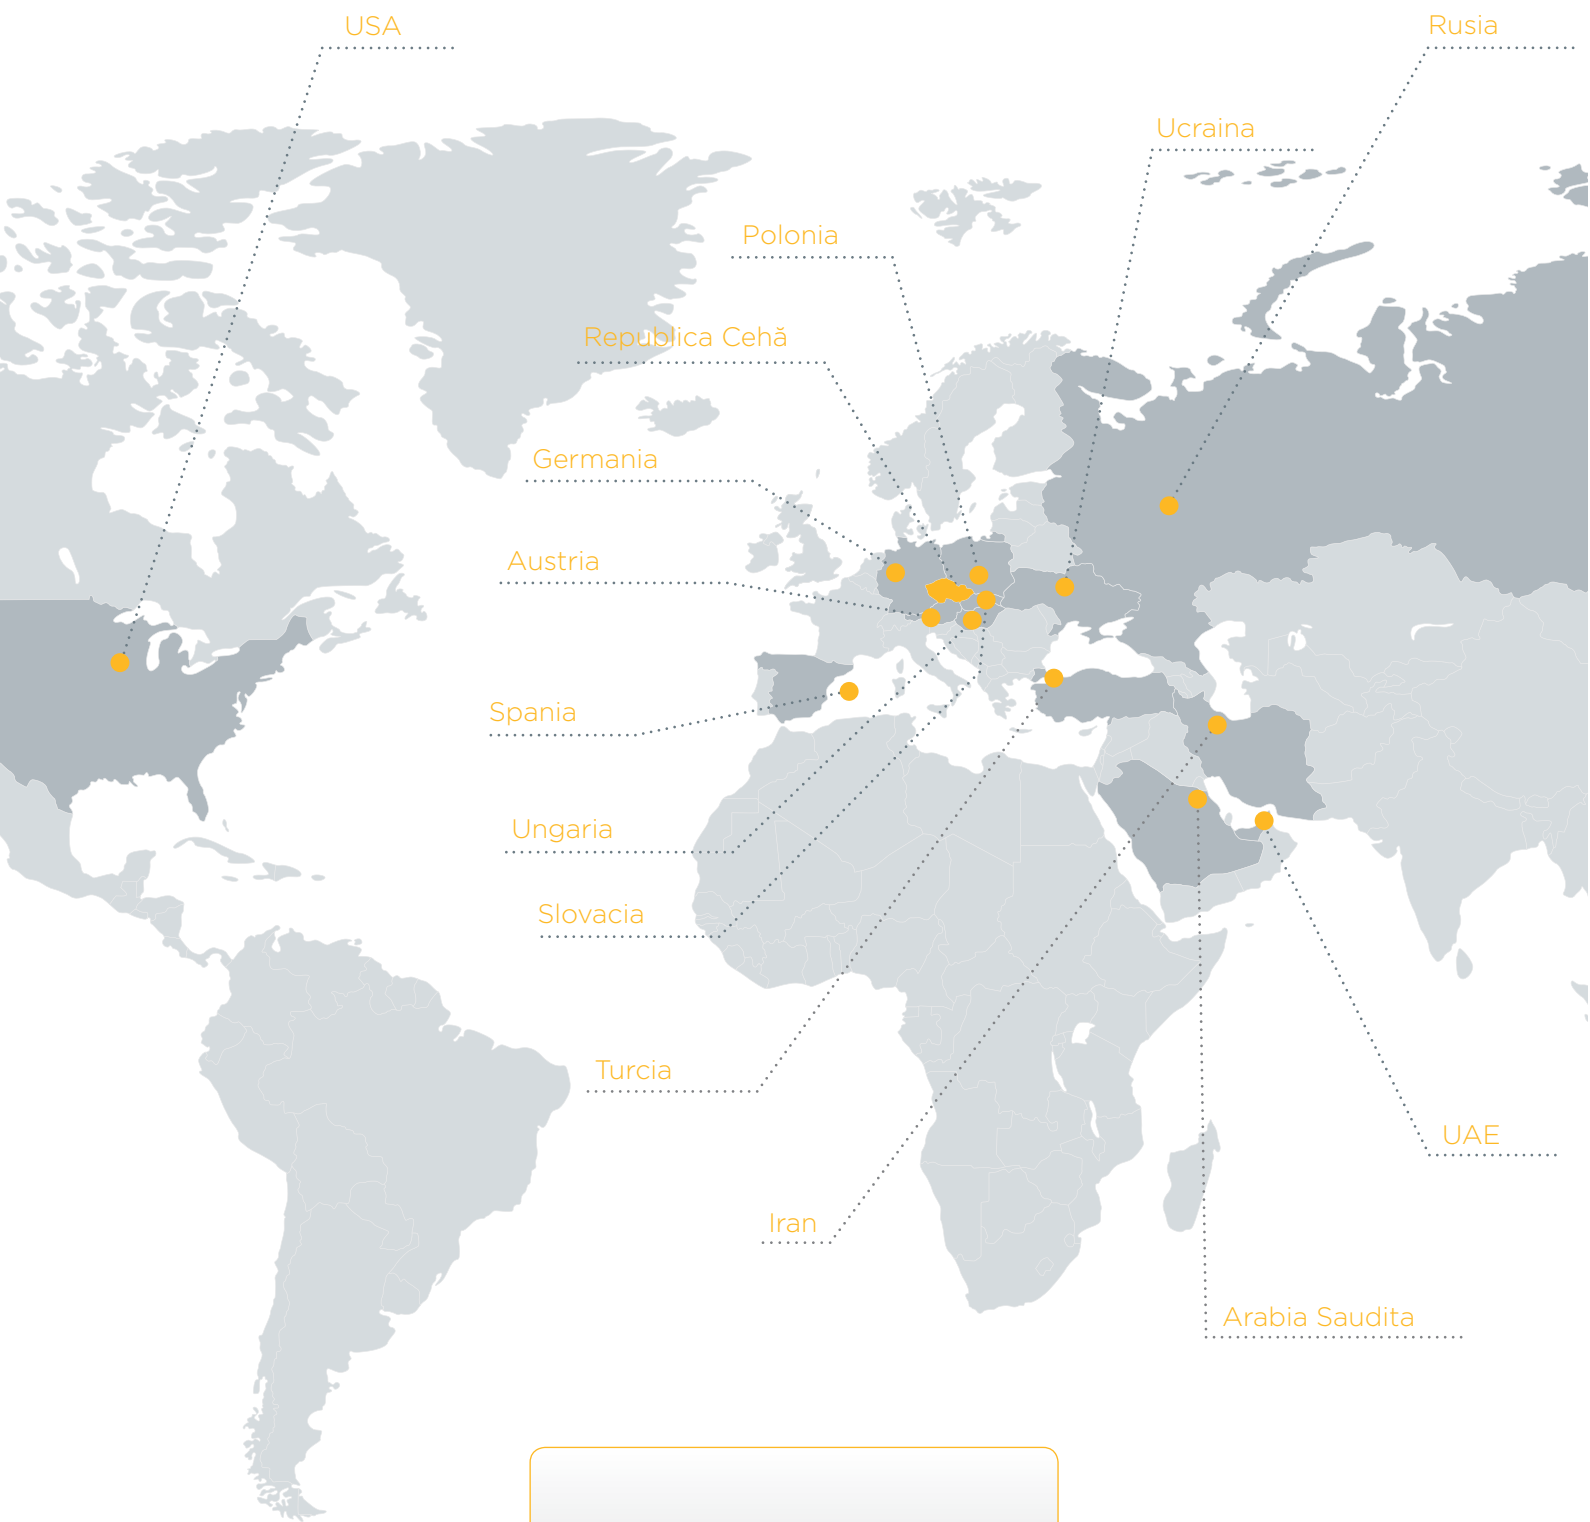 USA
Rusia
Ucraina
Polonia
Republica Cehă
Germania
Austria
Spania
Ungaria
Slovacia
Turcia
UAE
Iran
Arabia Saudita